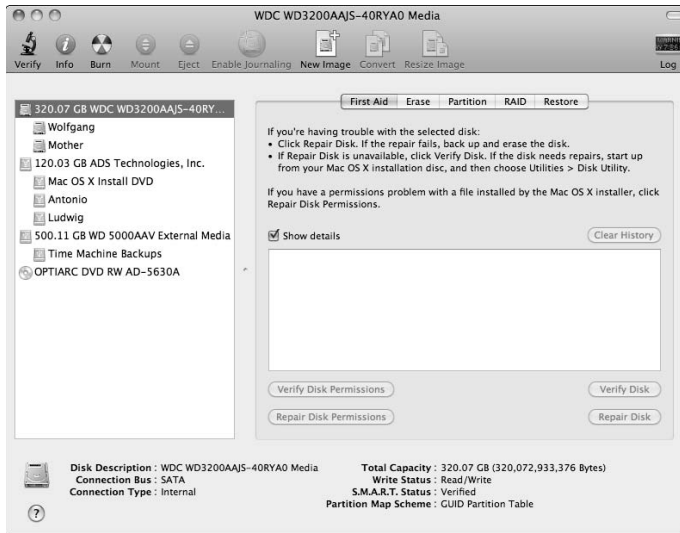 WDC WD3200AAJS-40RYA0 Media
Verify Info Burn Mount Eject Enable Journaling New Image Convert Resize Image Log
320.07 GB WDC WD3200AAJS-40RY...
Wolfgang
Mother
120.03 GB ADS Technologies, Inc.
Mac OS X Install DVD
Antonio
Ludwig
500.11 GB WD 5000AAV External Media
Time Machine Backups
OPTIARC DVD RW AD-5630A
First Aid Erase Partition RAID Restore
If you're having trouble with the selected disk:
• Click Repair Disk. If the repair fails, back up and erase the disk.
• If Repair Disk is unavailable, click Verify Disk. If the disk needs repairs, start up
from your Mac OS X installation disc, and then choose Utilities > Disk Utility.
If you have a permissions problem with a file installed by the Mac OS X installer, click
Repair Disk Permissions.
Show details
Clear History
Verify Disk Permissions
Verify Disk
Repair Disk Permissions
Repair Disk
Disk Description : WDC WD3200AAJS-40RYA0 Media
Connection Bus : SATA
Connection Type : Internal
Total Capacity : 320.07 GB (320,072,933,376 Bytes)
Write Status : Read/Write
S.M.A.R.T. Status : Verified
Partition Map Scheme : GUID Partition Table
?